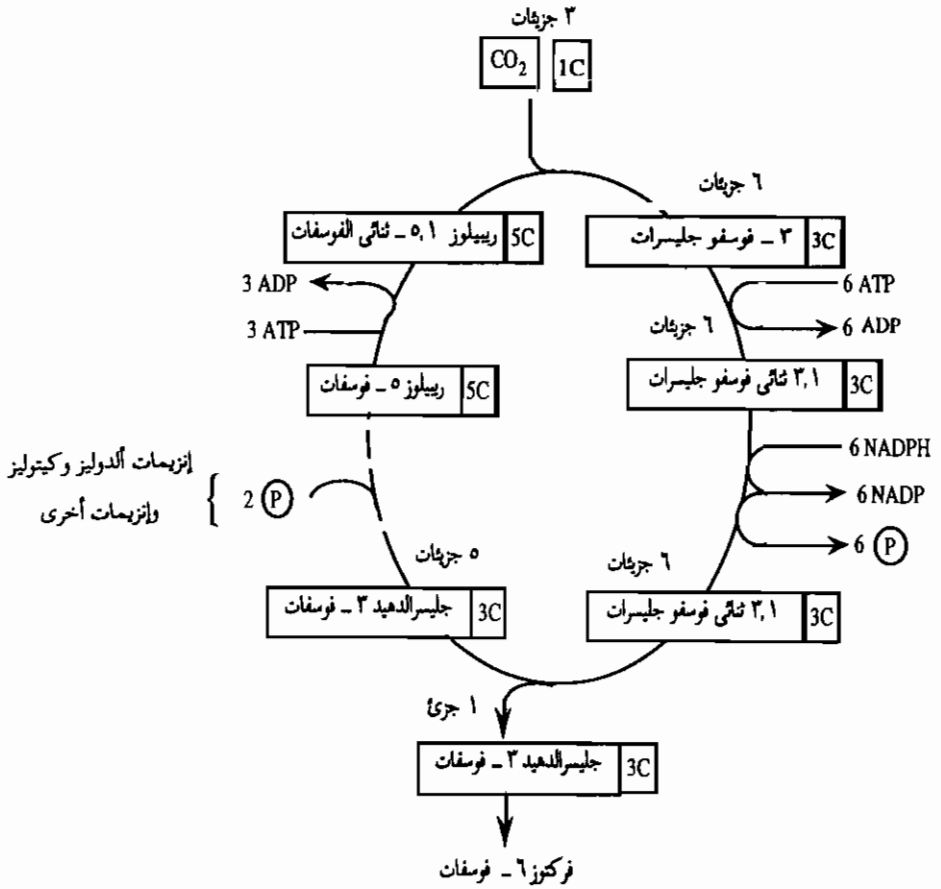 ٣ جزيئات
CO₂ 1C
٦ جزيئات
ريبيلوز ٥,١ ـ ثنائى الفوسفات 5C
٣ ـ فوسفو جليسرات 3C
3 ADP
6 ATP
3 ATP
٦ جزيئات
6 ADP
ريبيلوز ٥ ـ فوسفات 5C
٣,١ ثنائى فوسفو جليسرات 3C
6 NADPH
إنزيمات ألدوليز وكيتوليز
وإنزيمات أخرى
2 P
6 NADP
6 P
٥ جزيئات
٦ جزيئات
جليسرالدهيد ٣ ـ فوسفات 3C
٣,١ ثنائى فوسفو جليسرات 3C
١ جزئ
جليسرالدهيد ٣ ـ فوسفات 3C
فركتوز ٦ ـ فوسفات